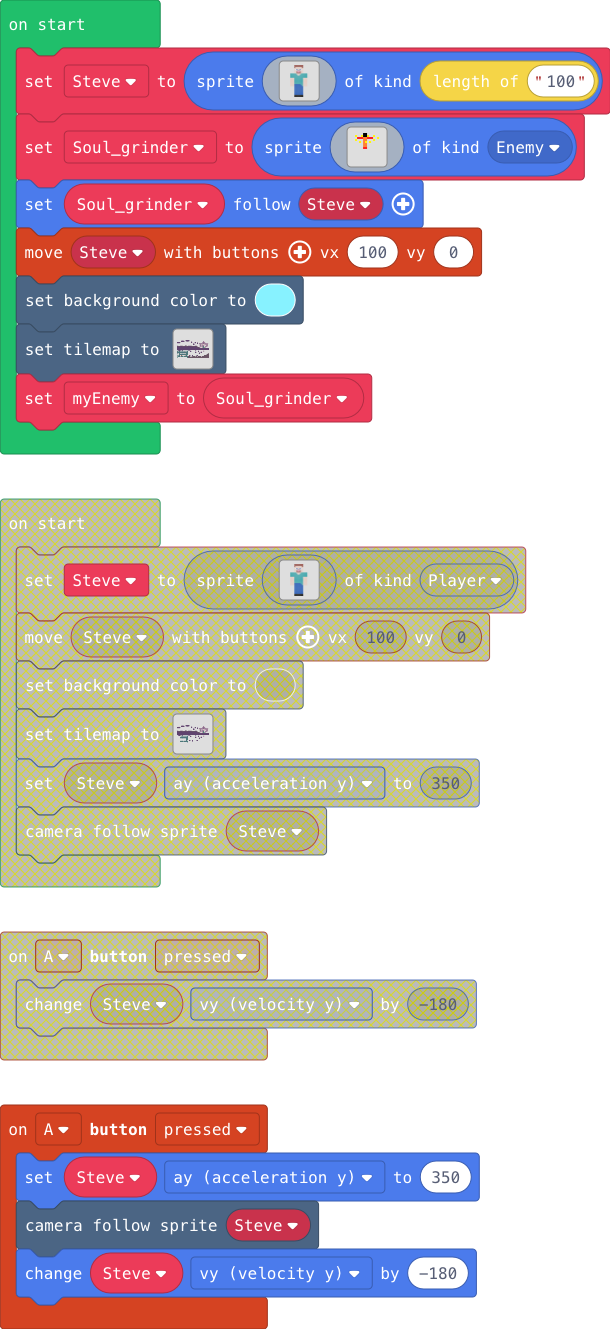 on start
set Steve to sprite of kind length of "100"
set Soul_grinder to sprite of kind Enemy
set Soul_grinder follow Steve
move Steve with buttons vx 100 vy 0
set background color to
set tilemap to
set myEnemy to Soul_grinder
on start
set Steve to sprite of kind Player
move Steve with buttons vx 100 vy 0
set background color to
set tilemap to
set Steve ay (acceleration y) to 350
camera follow sprite Steve
on A button pressed
change Steve vy (velocity y) by -180
on A button pressed
set Steve ay (acceleration y) to 350
camera follow sprite Steve
change Steve vy (velocity y) by -180